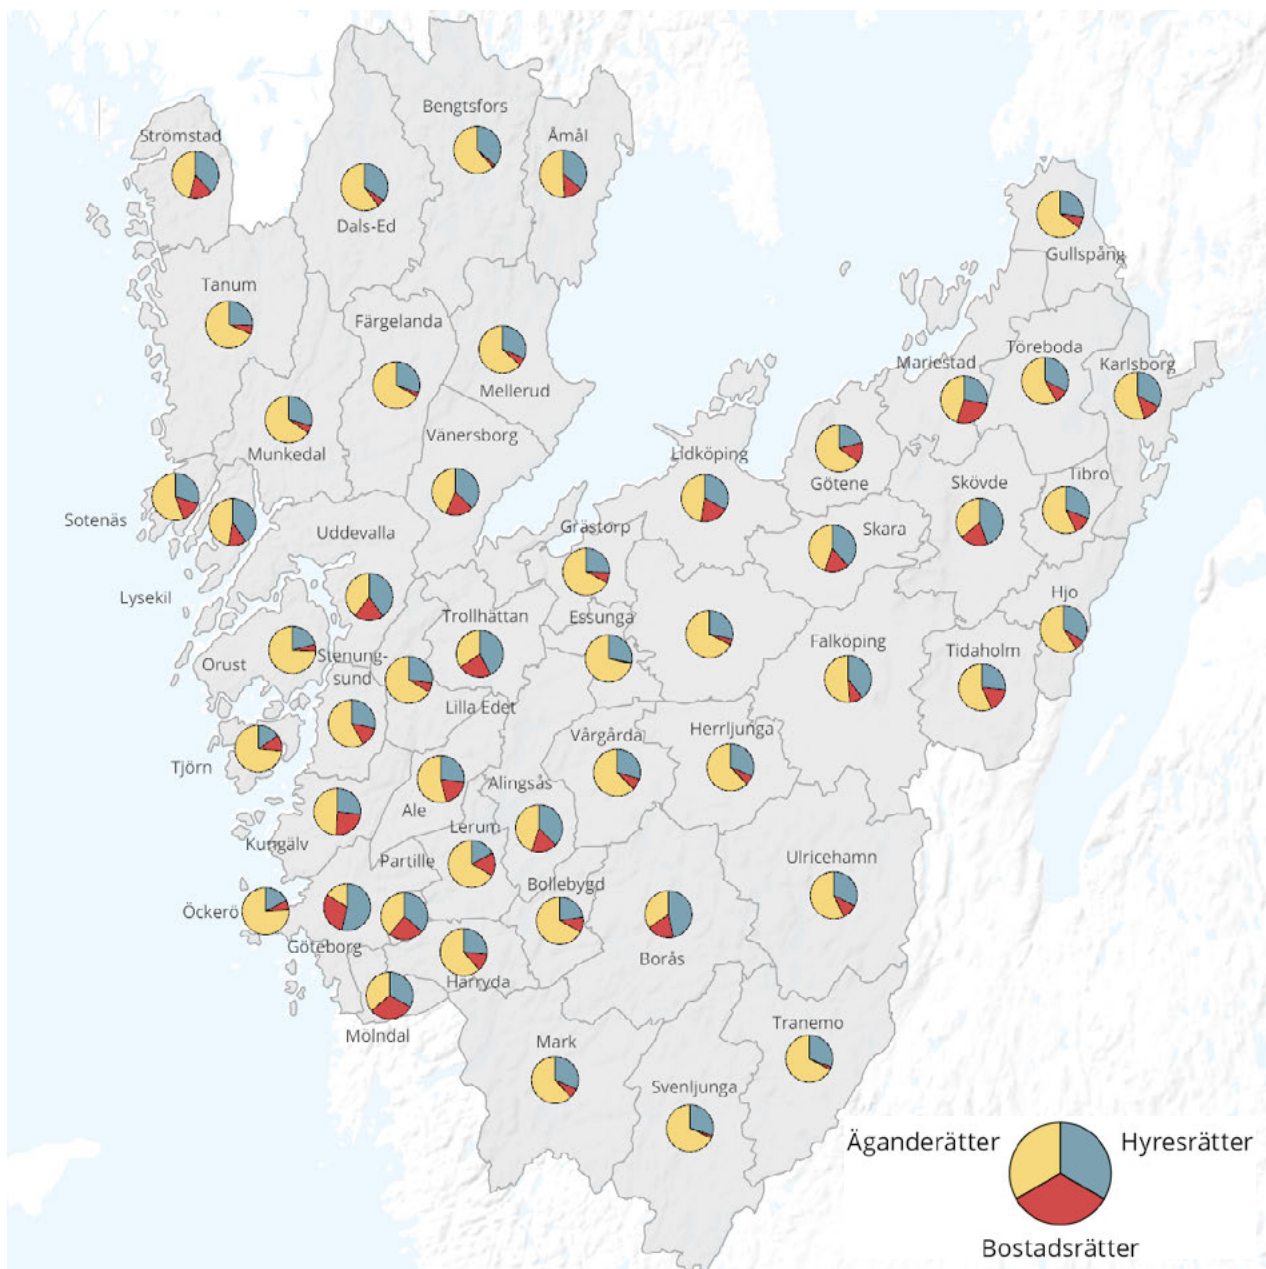 Bengtsfors
Strömstad
Åmål
Dals-Ed
Gullspång
Tanum
Färgelanda
Töreboda
Mariestad
Karlsborg
Mellerud
Vänersborg
Munkedal
Lidköping
Götene
Skövde
Tibro
Sotenäs
Uddevalla
Grästorp
Skara
Lysekil
Hjo
Trollhättan
Essunga
Falköping
Tidaholm
Orust
Stenung-
sund
Lilla Edet
Vårgårda
Herrljunga
Tjörn
Alingsås
Ale
Lerum
Kungälv
Partille
Ulricehamn
Bollebygd
Öckerö
Göteborg
Borås
Härryda
Mölndal
Tranemo
Mark
Svenljunga
Äganderätter
Hyresrätter
Bostadsrätter